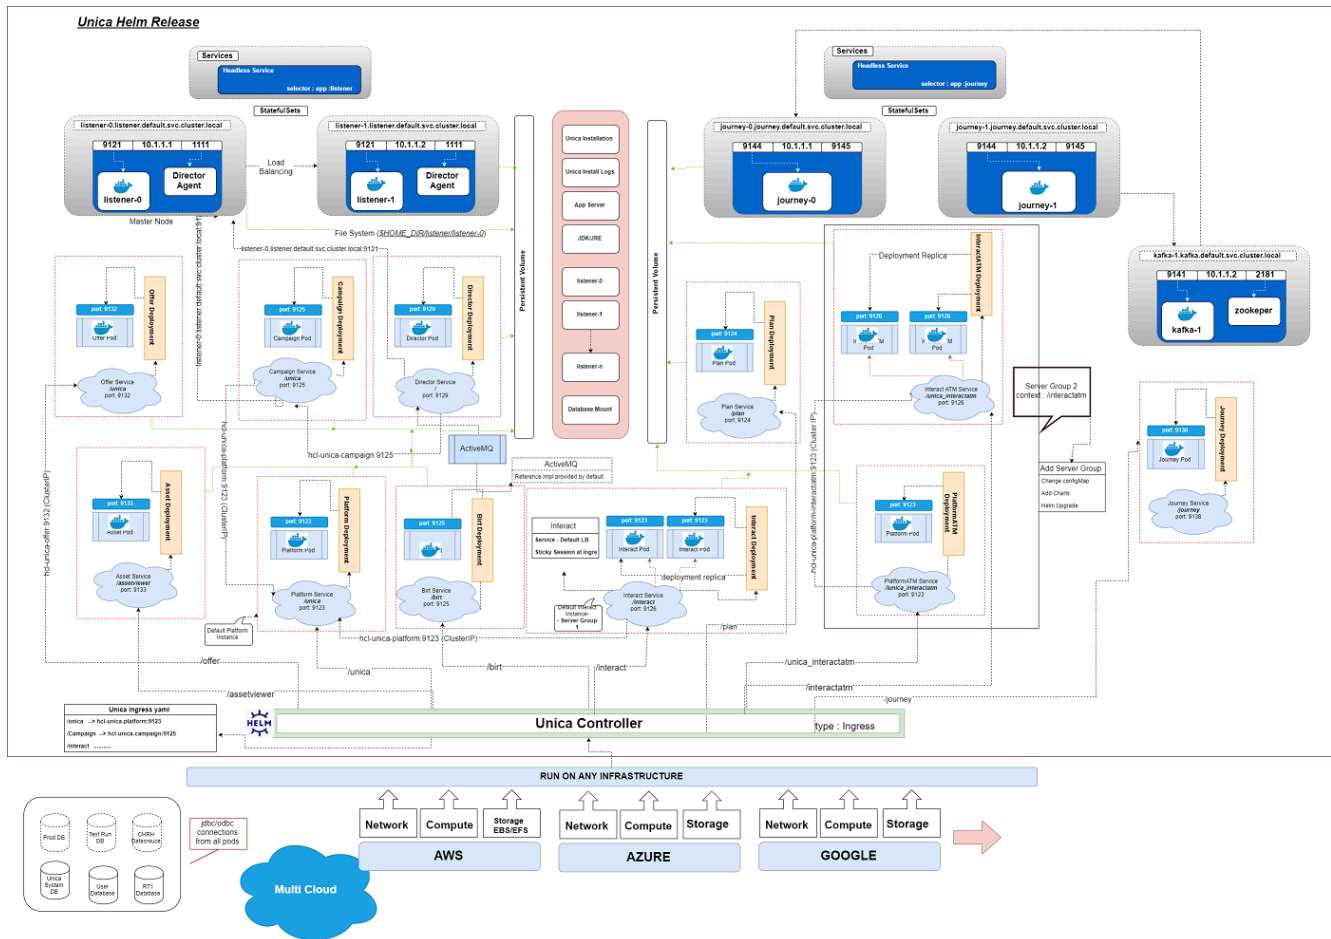 Unica Helm Release
Services
Headless Service
selector : app :listener
StatefulSets
listener-0.listener.default.svc.cluster.local
9121
10.1.1.1
1111
listener-0
Director
Agent
Master Node
Load
Balancing
listener-1.listener.default.svc.cluster.local
9121
10.1.1.2
1111
listener-1
Director
Agent
File System ($HOME_DIR/listener/listener-0)
listener-0.listener.default.svc.cluster.local:9121
Persistent Volume
Unica Installation
Unica Install Logs
App Server
JDK/JRE
listener-0
listener-1
listener-n
Database Mount
Persistent Volume
Services
Headless Service
selector : app :journey
StatefulSets
journey-0.journey.default.svc.cluster.local
9144
10.1.1.1
9145
journey-0
journey-1.journey.default.svc.cluster.local
9144
10.1.1.2
9145
journey-1
kafka-1.kafka.default.svc.cluster.local
9141
10.1.1.2
2181
kafka-1
zookeper
port: 9132
Offer Pod
Offer Deployment
Offer Service
/unica
port: 9132
port: 9125
Campaign Pod
Campaign Deployment
Campaign Service
/unica
port: 9125
port: 9129
Director Pod
Director Deployment
Director Service
/
port: 9129
port: 9124
Plan Pod
Plan Deployment
Plan Service
/plan
port: 9124
Deployment Replica
InteractATM Deployment
port: 9126
Pod
port: 9126
Pod
Interact ATM Service
/unica_interactatm
port: 9126
Server Group 2
context : /interactatm
Add Server Group
Change configMap
Add Charts
Helm Upgrade
port: 9138
Journey Pod
Journey Deployment
Journey Service
/journey
port: 9138
hcl-unica-offer:9132 (ClusterIP)
hcl-unica-platform:9123 (ClusterIP)
hcl-unica-campaign:9125
ActiveMQ
ActiveMQ
Reference Impl provided by default.
port: 9133
Asset Pod
Asset Deployment
Asset Service
/assetviewer
port: 9133
port: 9123
Platform Pod
Platform Deployment
Platform Service
/unica
port: 9123
Default Platform
Instance
port: 9125
Birt Deployment
Birt Service
/birt
port: 9125
Interact
Service - Default LB
Sticky Session at Ingre
port: 9123
Interact Pod
port: 9123
Interact Pod
Interact Deployment
deployment replica
Interact Service
/interact
port: 9126
Default Interact
Instance-
- Server Group
1
hcl-unica-platform:9123 (ClusterIP)
hcl-unica-platform-interactatm:9123 (Cluster IP)
port: 9123
Platform Pod
PlatformATM
Deployment
PlatformATM Service
/unica_interactatm
port: 9123
/offer
/assetviewer
/unica
/birt
/interact
/plan
/unica_interactatm
/interactatm
/journey
Unica Ingress yaml
/unica --> hcl-unica-platform:9123
/Campaign --> hcl-unica-campaign:9125
/interact ........
HELM
Unica Controller
type : Ingress
RUN ON ANY INFRASTRUCTURE
Network
Compute
Storage
EBS/EFS
AWS
Network
Compute
Storage
AZURE
Network
Compute
Storage
GOOGLE
Prod DB
Test Run
DB
CHRH
Datasrouce
Unica
System
DB
User
Database
RT1
Database
jdbc/odbc
connections
from all pods
Multi Cloud